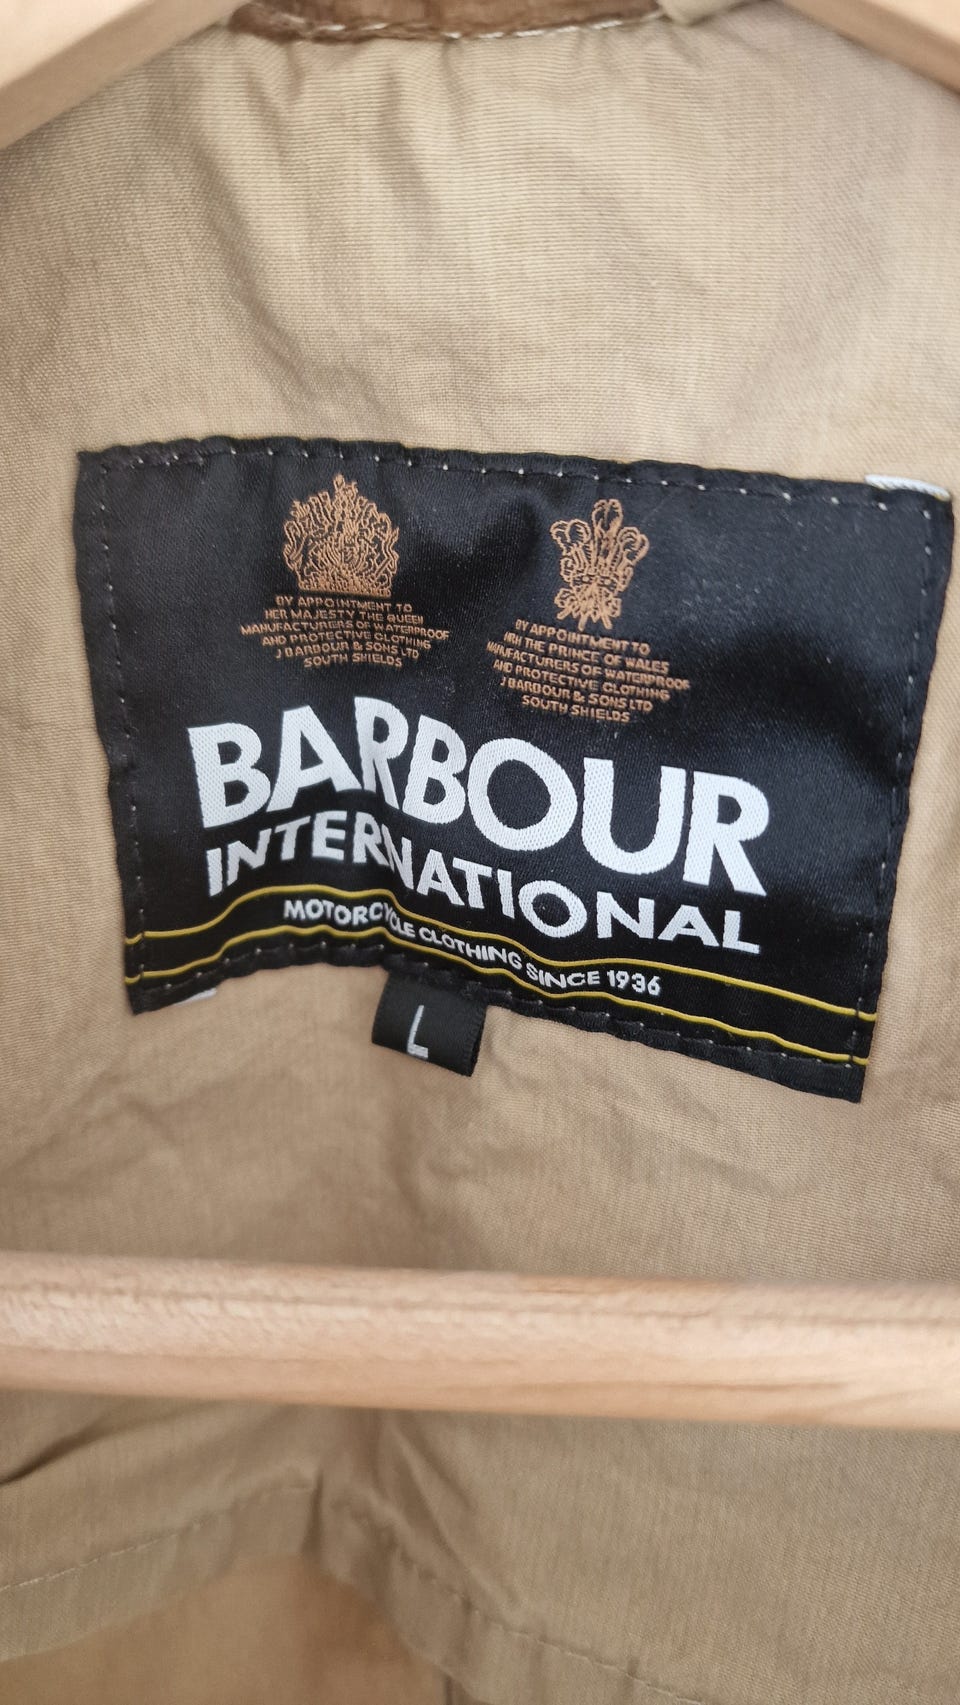 BY APPOINTMENT TO
HER MAJESTY THE QUEEN
MANUFACTURERS OF WATERPROOF
AND PROTECTIVE CLOTHING
J BARBOUR & SONS LTD
SOUTH SHIELDS
BY APPOINTMENT TO
HRH THE PRINCE OF WALES
MANUFACTURERS OF WATERPROOF
AND PROTECTIVE CLOTHING
J BARBOUR & SONS LTD
SOUTH SHIELDS
BARBOUR
INTERNATIONAL
MOTORCYCLE CLOTHING SINCE 1936
L